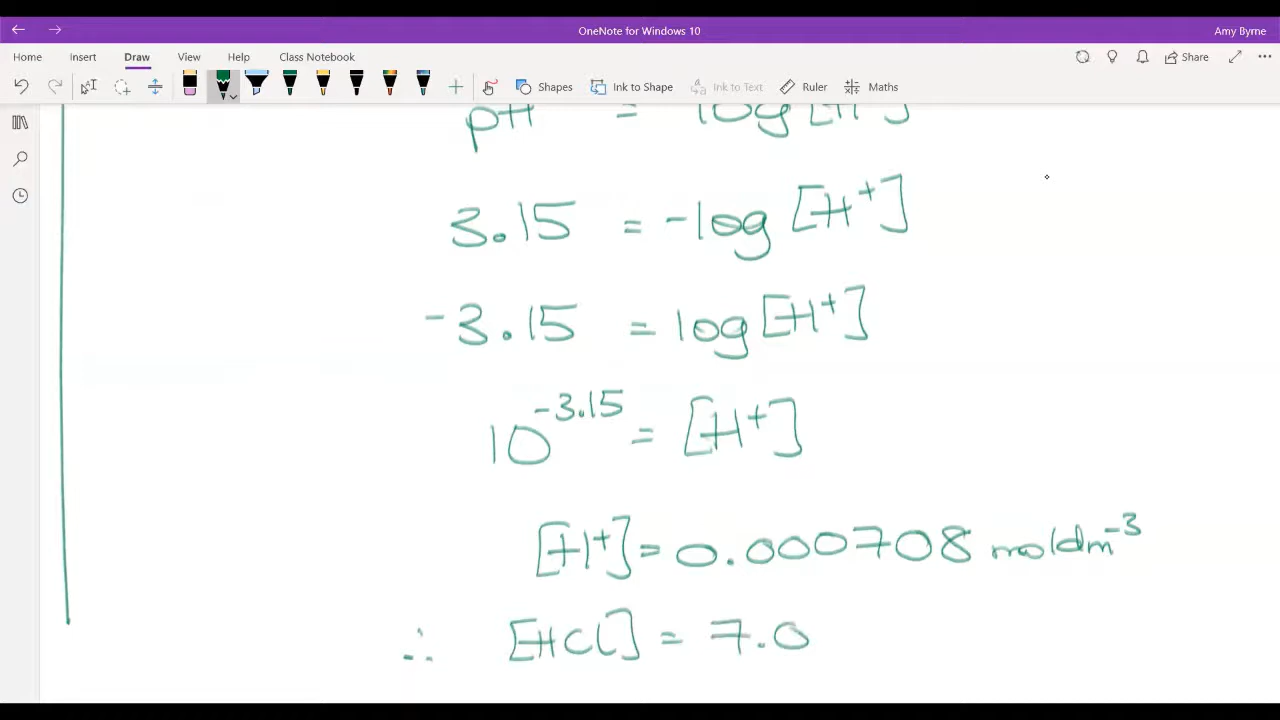 OneNote for Windows 10
Amy Byrne
Home Insert Draw View Help Class Notebook Share
Shapes Ink to Shape Ink to Text Ruler Maths
pH = log[H⁺]
3.15 = -log [H⁺]
-3.15 = log [H⁺]
10⁻³·¹⁵ = [H⁺]
[H⁺] = 0.000708 moldm⁻³
∴ [HCl] = 7.0